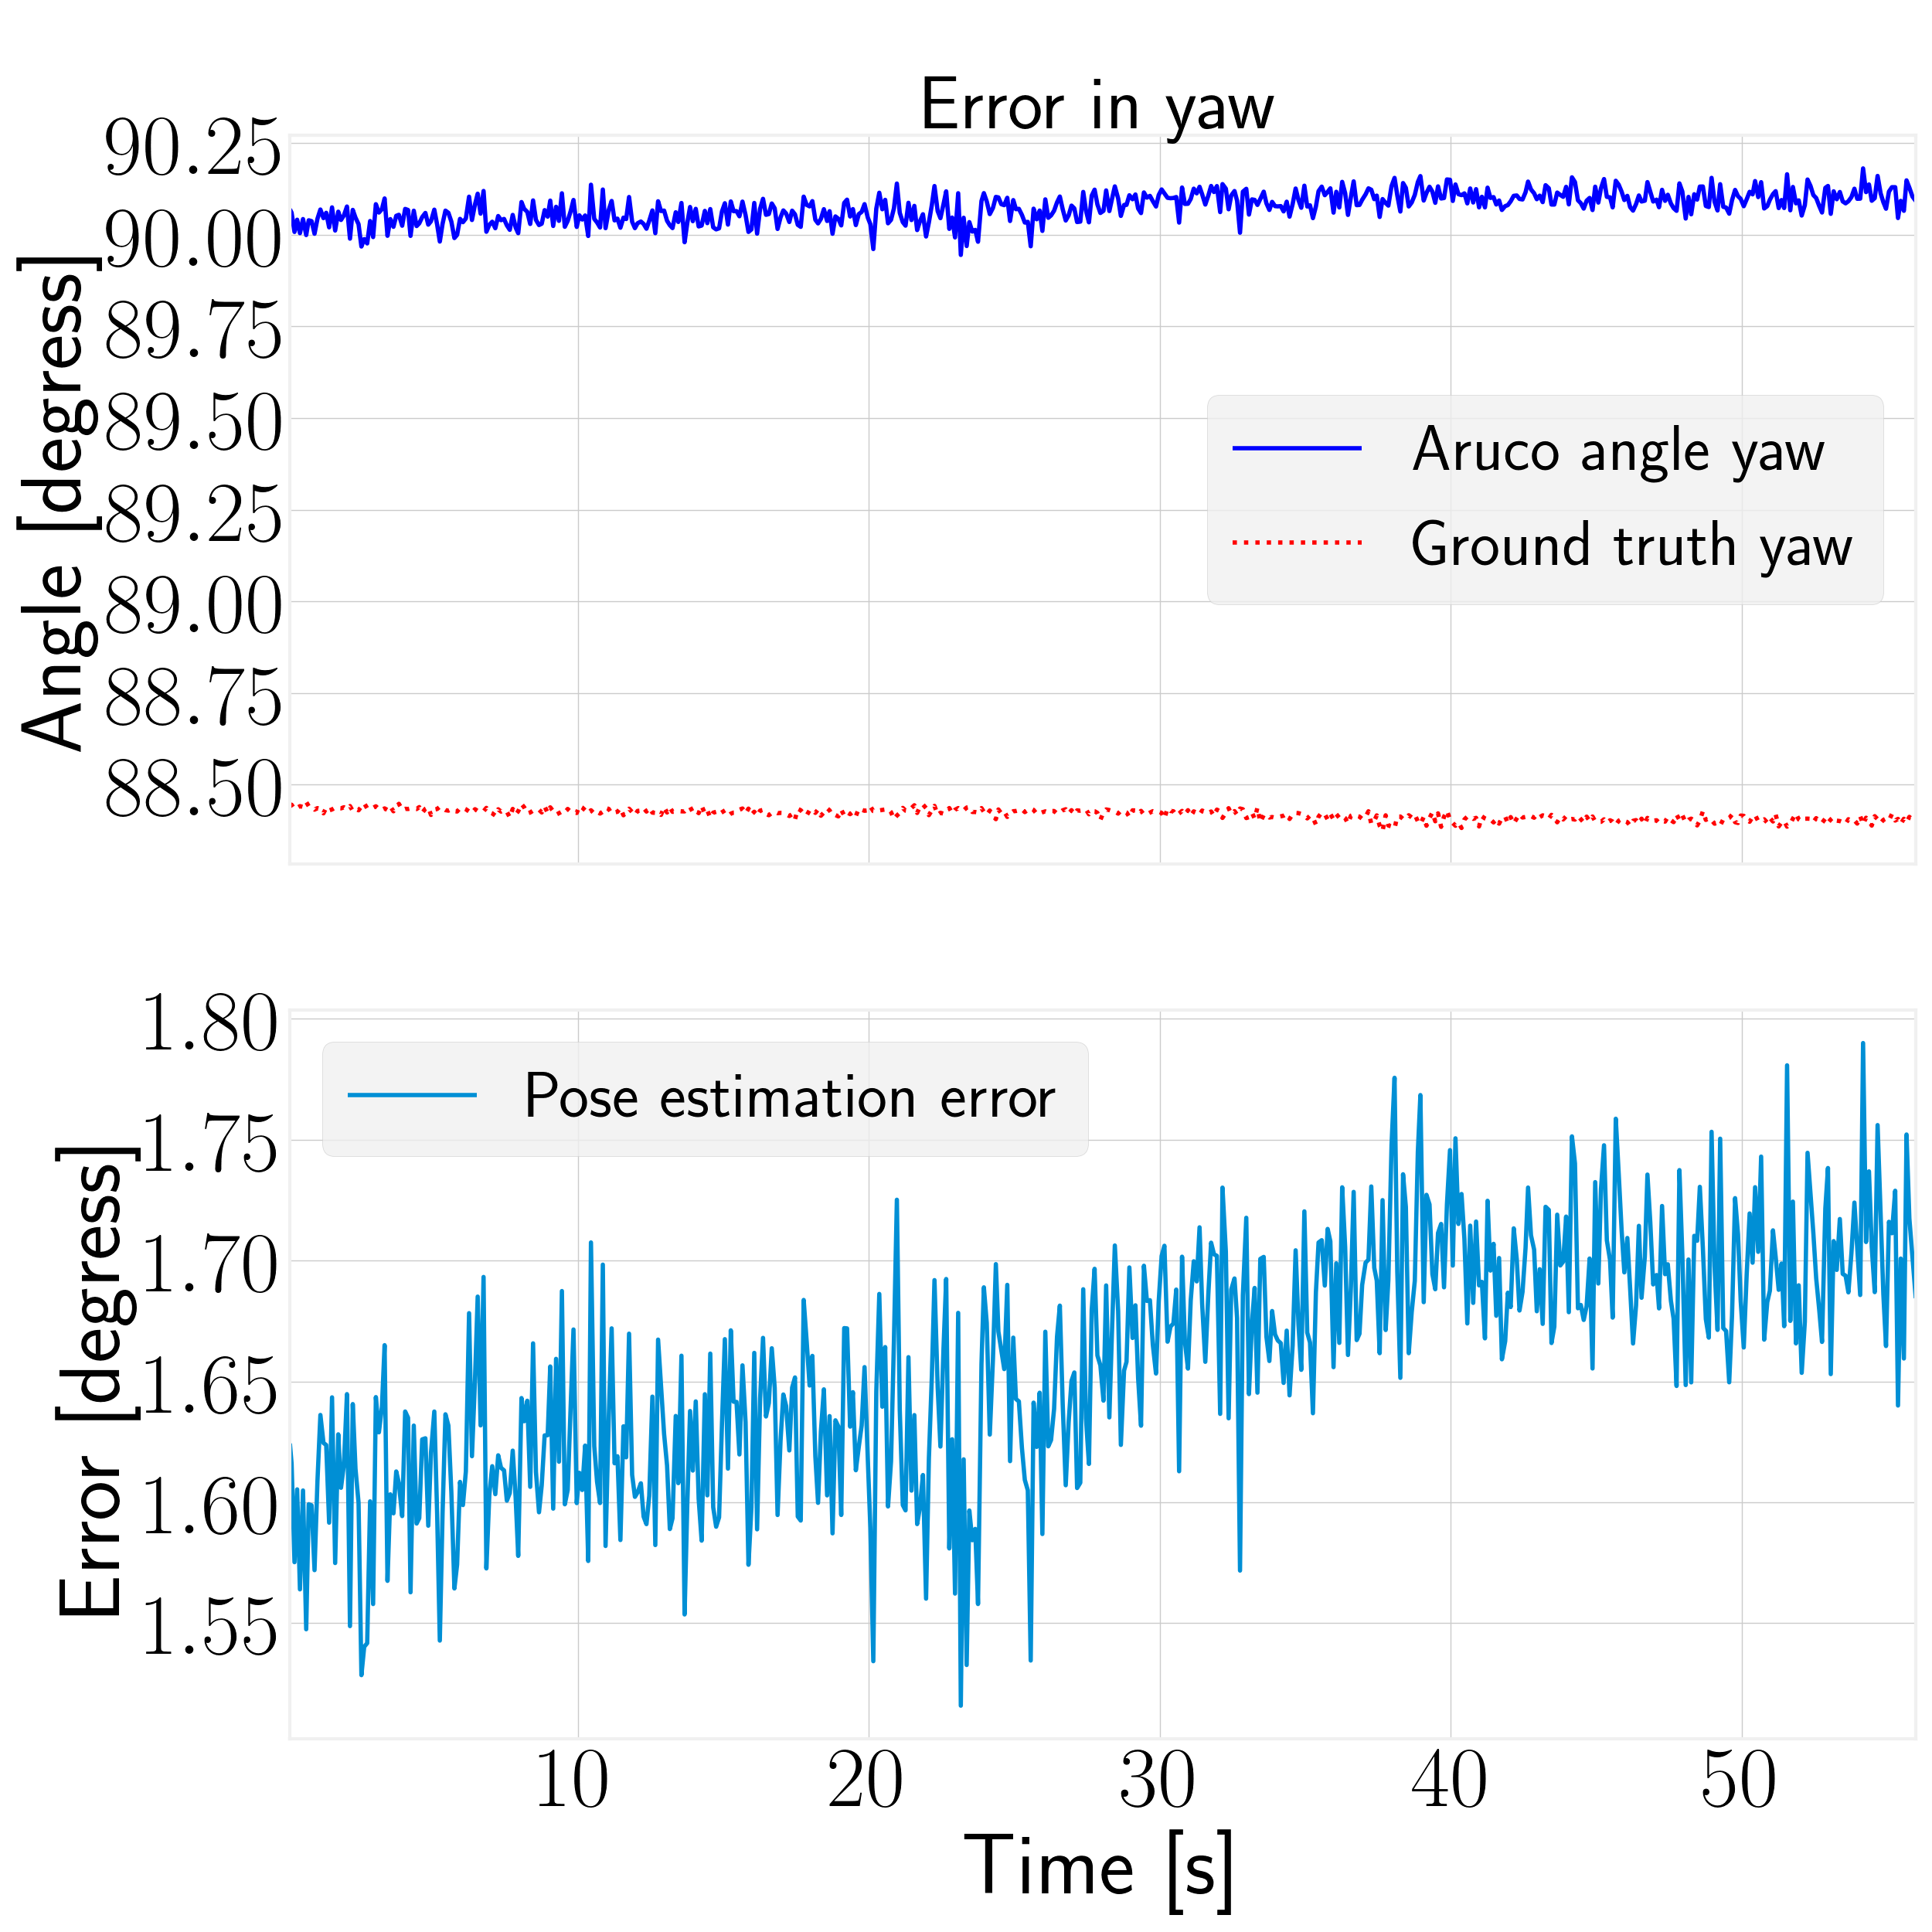 Error in yaw
Angle [degress]
90.25
90.00
89.75
89.50
89.25
89.00
88.75
88.50
Aruco angle yaw
Ground truth yaw
Error [degress]
1.80
1.75
1.70
1.65
1.60
1.55
Pose estimation error
10 20 30 40 50
Time [s]